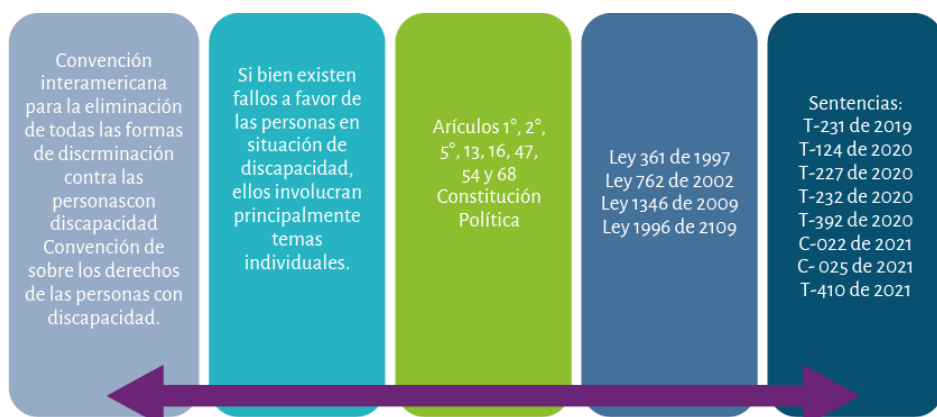 Convención
interamericana
para la eliminación
de todas las formas
de discrminación
contra las
personascon
discapacidad
Convención de
sobre los derechos
de las personas con
discapacidad.
Si bien existen
fallos a favor de
las personas en
situación de
discapacidad,
ellos involucran
principalmente
temas
individuales.
Arículos 1°, 2°,
5°, 13, 16, 47,
54 y 68
Constitución
Política
Ley 361 de 1997
Ley 762 de 2002
Ley 1346 de 2009
Ley 1996 de 2109
Sentencias:
T-231 de 2019
T-124 de 2020
T-227 de 2020
T-232 de 2020
T-392 de 2020
C-022 de 2021
C- 025 de 2021
T-410 de 2021